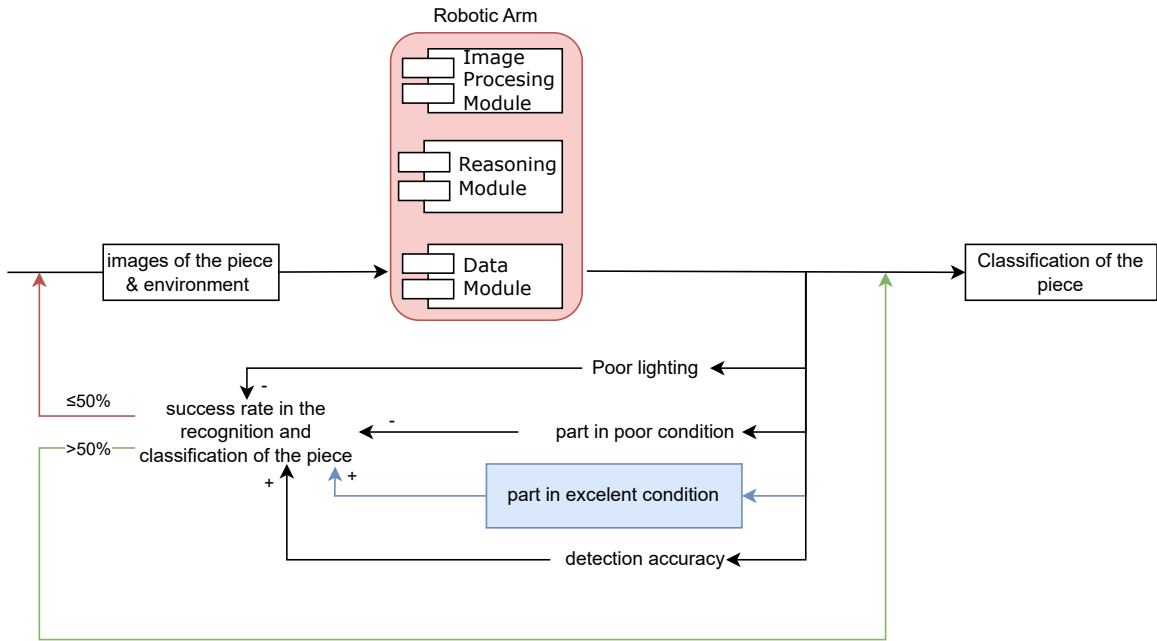 Robotic Arm
Image
Procesing
Module
Reasoning
Module
Data
Module
images of the piece
& environment
Classification of the
piece
Poor lighting
-
≤50%
success rate in the
recognition and
classification of the piece
-
part in poor condition
>50%
+
+
part in excelent condition
detection accuracy